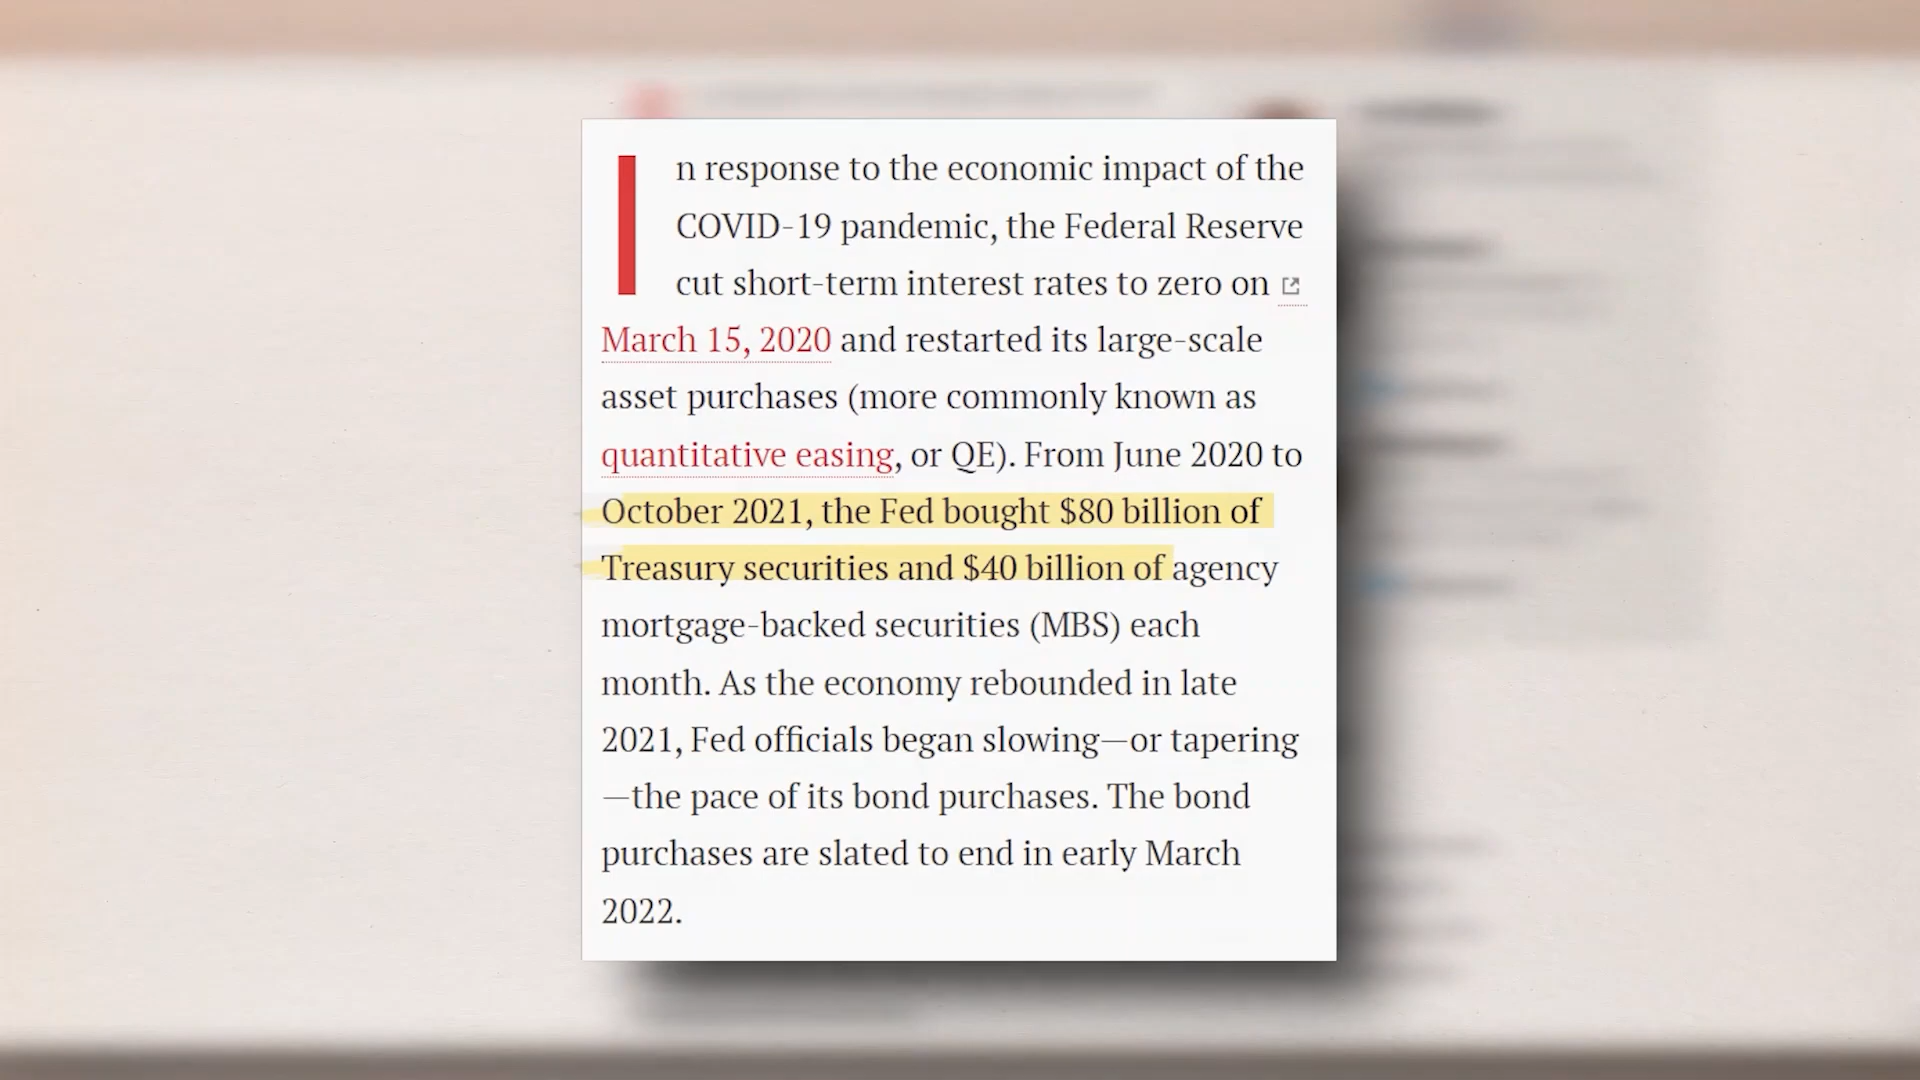 In response to the economic impact of the
COVID-19 pandemic, the Federal Reserve
cut short-term interest rates to zero on
March 15, 2020 and restarted its large-scale
asset purchases (more commonly known as
quantitative easing, or QE). From June 2020 to
October 2021, the Fed bought $80 billion of
Treasury securities and $40 billion of agency
mortgage-backed securities (MBS) each
month. As the economy rebounded in late
2021, Fed officials began slowing—or tapering
—the pace of its bond purchases. The bond
purchases are slated to end in early March
2022.